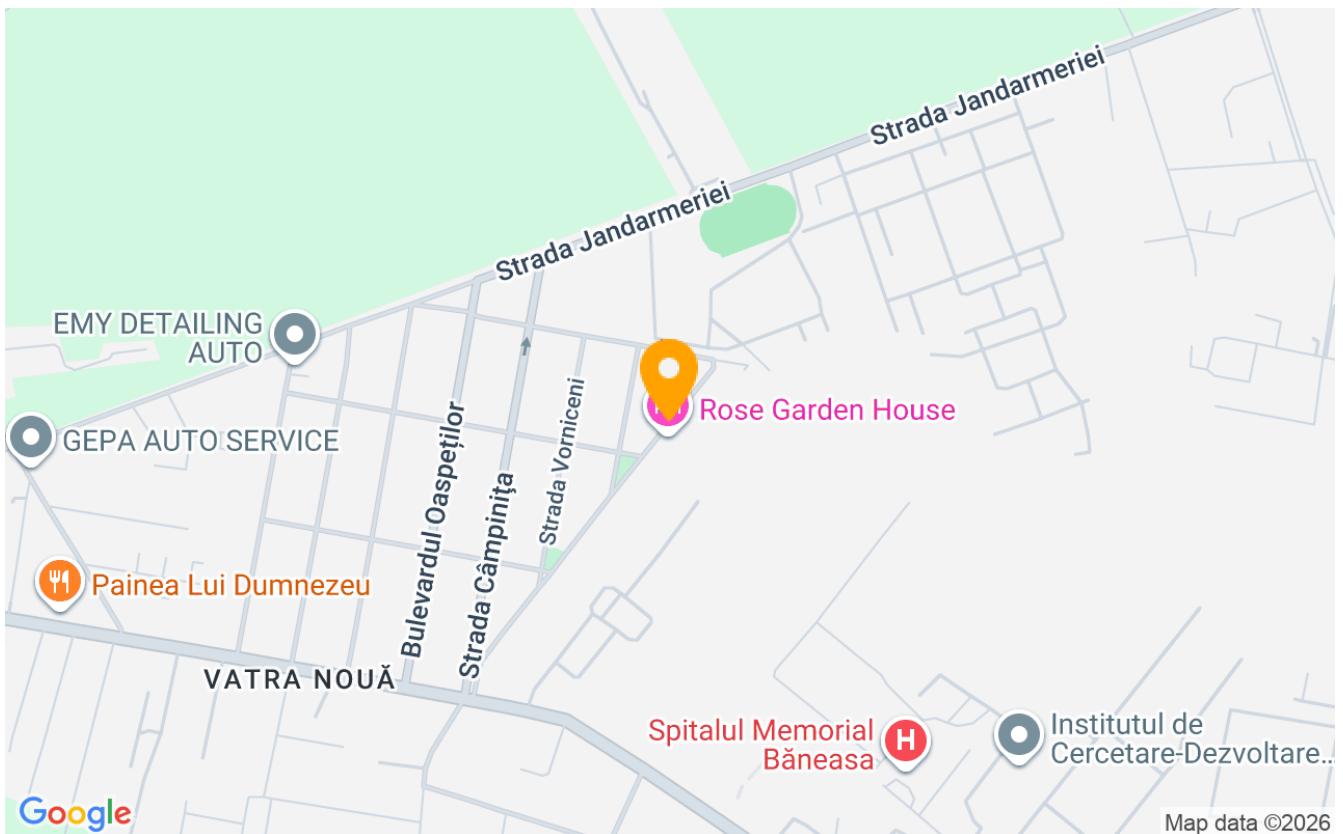 Strada Jandarmeriei
Strada Jandarmeriei
EMY DETAILING
AUTO
GEPA AUTO SERVICE
Rose Garden House
Bulevardul Oaspeților
Strada Câmpinița
Strada Vorniceni
Painea Lui Dumnezeu
VATRA NOUĂ
Spitalul Memorial
Băneasa
H
Institutul de
Cercetare-Dezvoltare...
Google
Map data ©2026